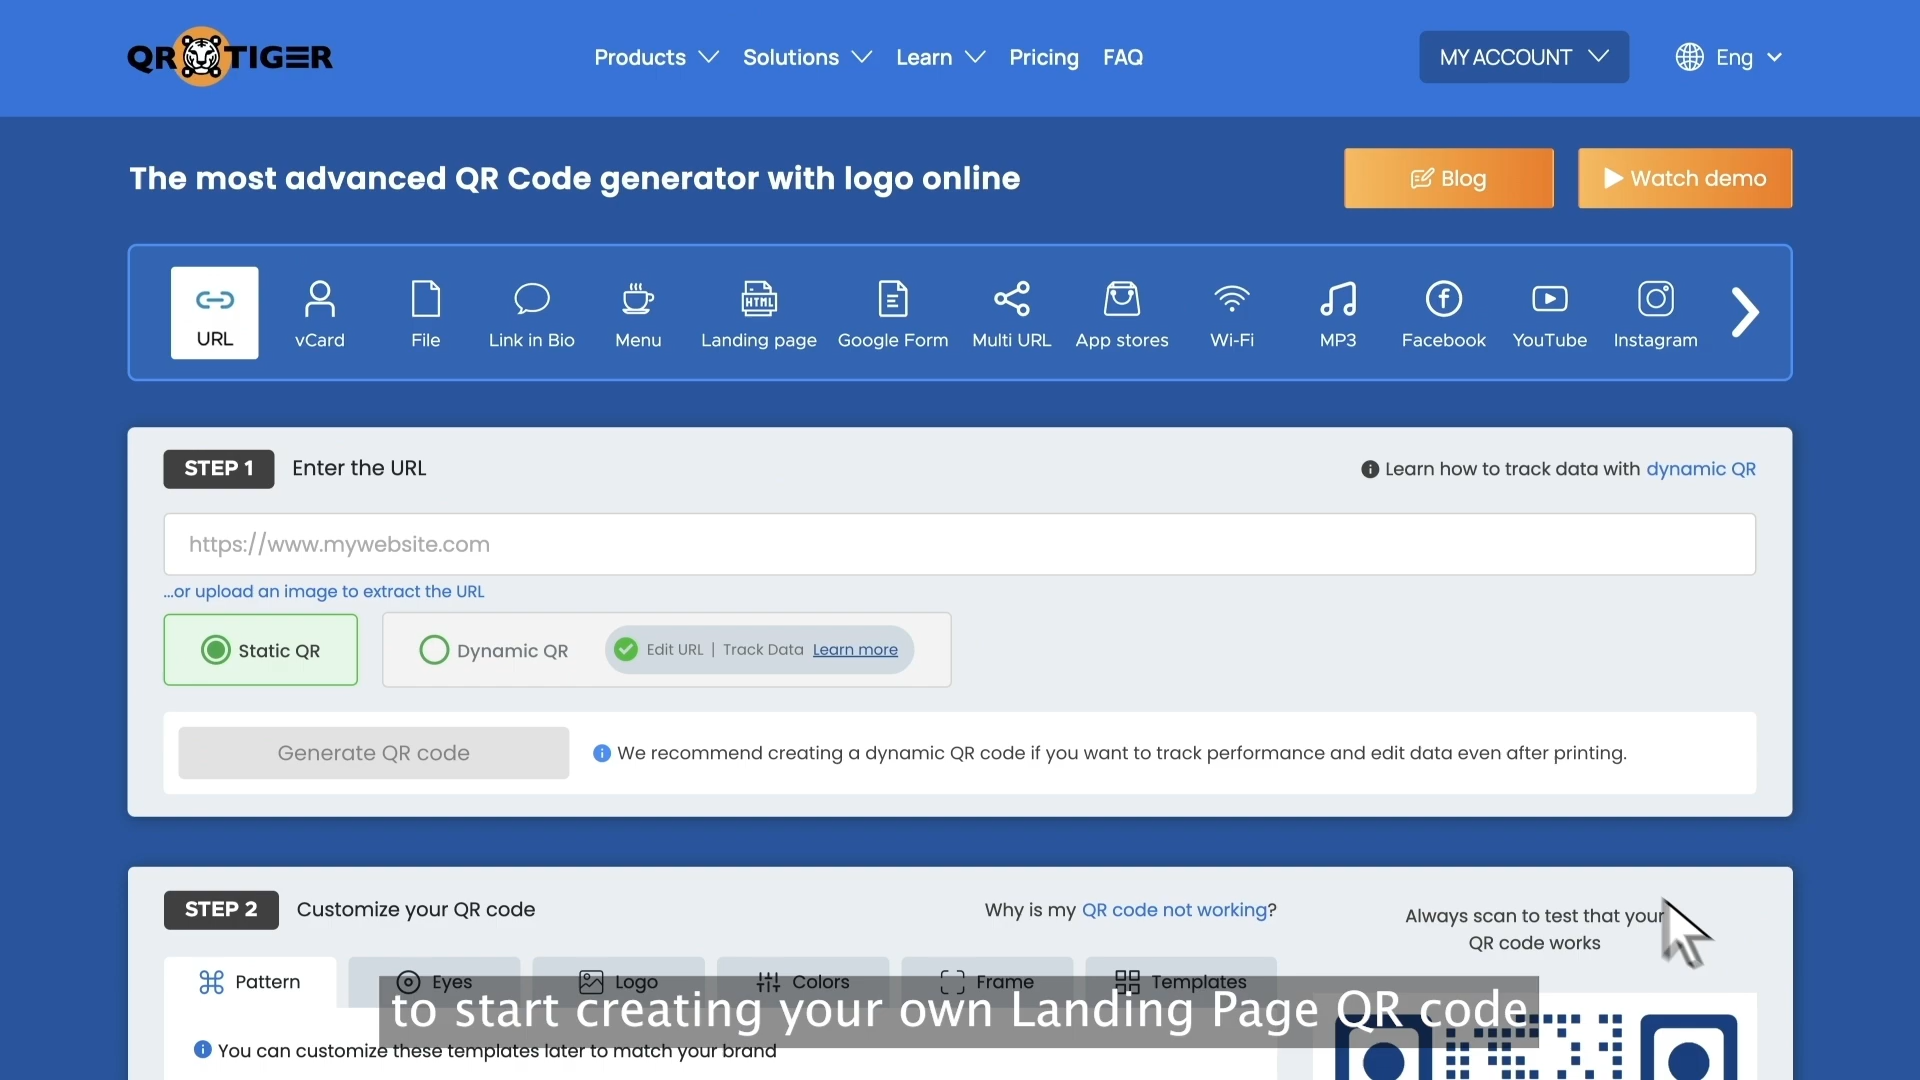 QR TIGER
Products Solutions Learn Pricing FAQ
MY ACCOUNT
Eng
The most advanced QR Code generator with logo online
Blog
Watch demo
URL
vCard
File
Link in Bio
Menu
HTML
Landing page
Google Form
Multi URL
App stores
Wi-Fi
MP3
Facebook
YouTube
Instagram
STEP 1 Enter the URL
Learn how to track data with dynamic QR
https://www.mywebsite.com
...or upload an image to extract the URL
Static QR
Dynamic QR
Edit URL | Track Data Learn more
Generate QR code
We recommend creating a dynamic QR code if you want to track performance and edit data even after printing.
STEP 2 Customize your QR code
Why is my QR code not working?
Always scan to test that your
QR code works
Pattern
Eyes
Logo
Colors
Frame
Templates
to start creating your own Landing Page QR code
You can customize these templates later to match your brand